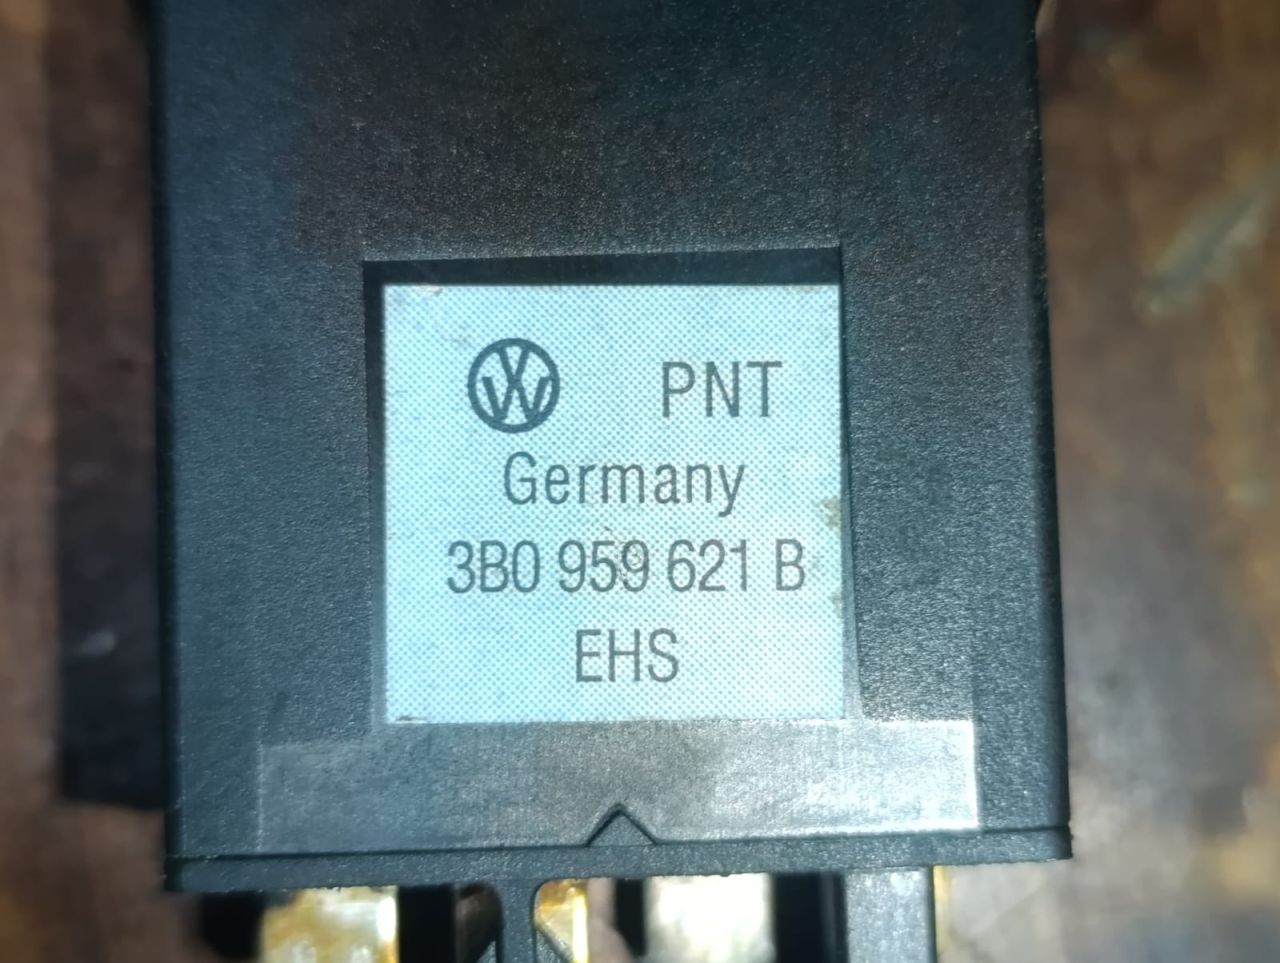 PNT
Germany
3B0 959 621 B
EHS